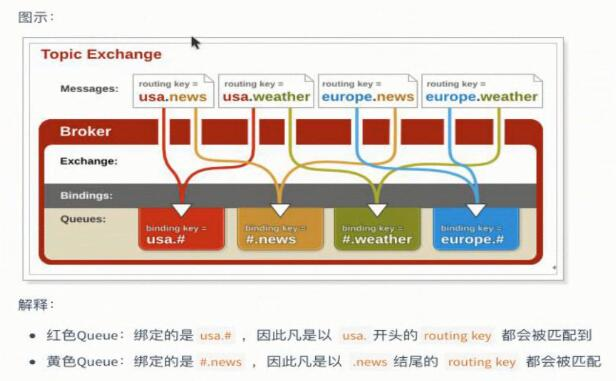 图示：
Topic Exchange
Messages:
routing key =
usa.news
routing key =
usa.weather
routing key =
europe.news
routing key =
europe.weather
Broker
Exchange:
Bindings:
Queues:
binding key =
usa.#
binding key =
#.news
binding key =
#.weather
binding key =
europe.#
解释：
• 红色Queue：绑定的是 usa.# ，因此凡是以 usa. 开头的 routing key 都会被匹配到
• 黄色Queue：绑定的是 #.news ，因此凡是以 .news 结尾的 routing key 都会被匹配